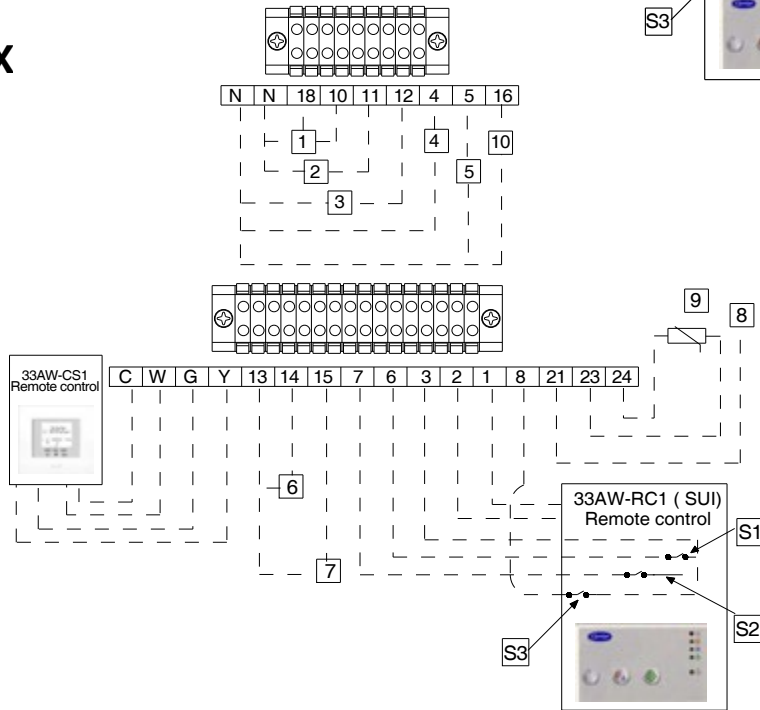 S3
X
N N 18 10 11 12 4 5 16
1
4
10
2
5
3
9
8
33AW-CS1
Remote control
C W G Y 13 14 15 7 6 3 2 1 8 21 23 24
6
7
33AW-RC1 ( SUI)
Remote control
S1
S2
S3
Carrier